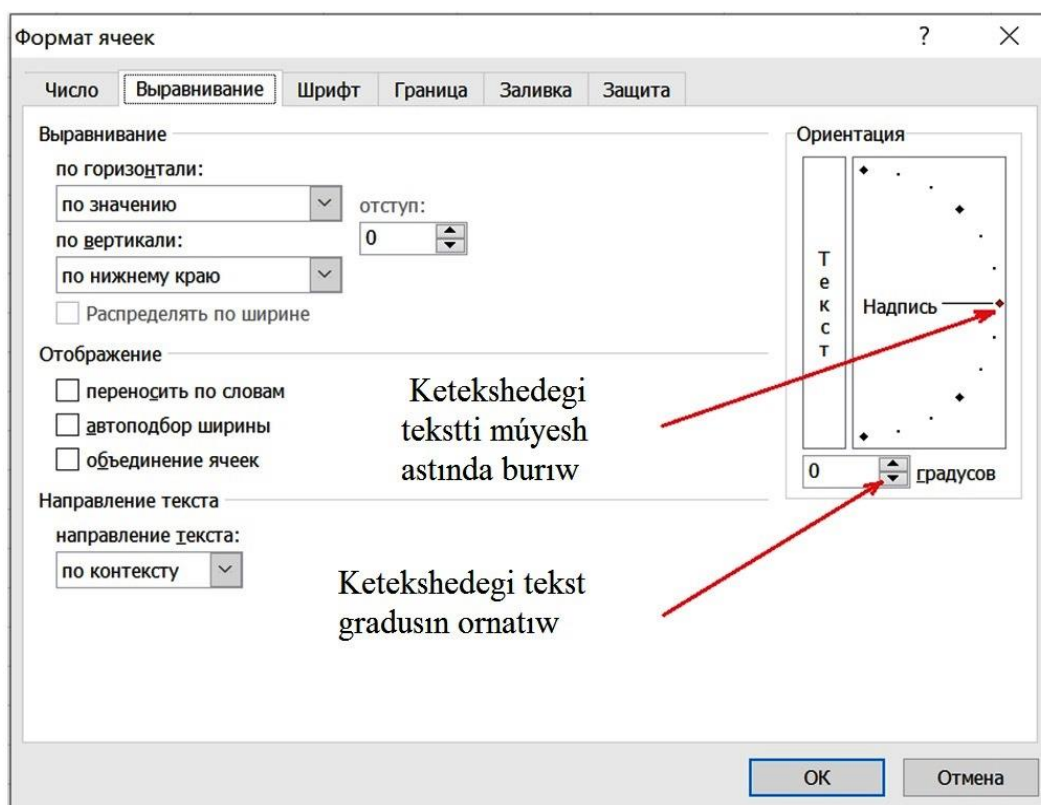 Формат ячеек ?
Число Выравнивание Шрифт Граница Заливка Защита
Выравнивание
по горизонтали:
по значению
отступ:
0
по вертикали:
по нижнему краю
Распределять по ширине
Отображение
переносить по словам
автоподбор ширины
объединение ячеек
Направление текста
направление текста:
по контексту
Ориентация
Текст
Надпись
0 градусов
Ketekshedegi
tekstti múyesh
astında burıw
Ketekshedegi tekst
gradusın ornatıw
ОК Отмена